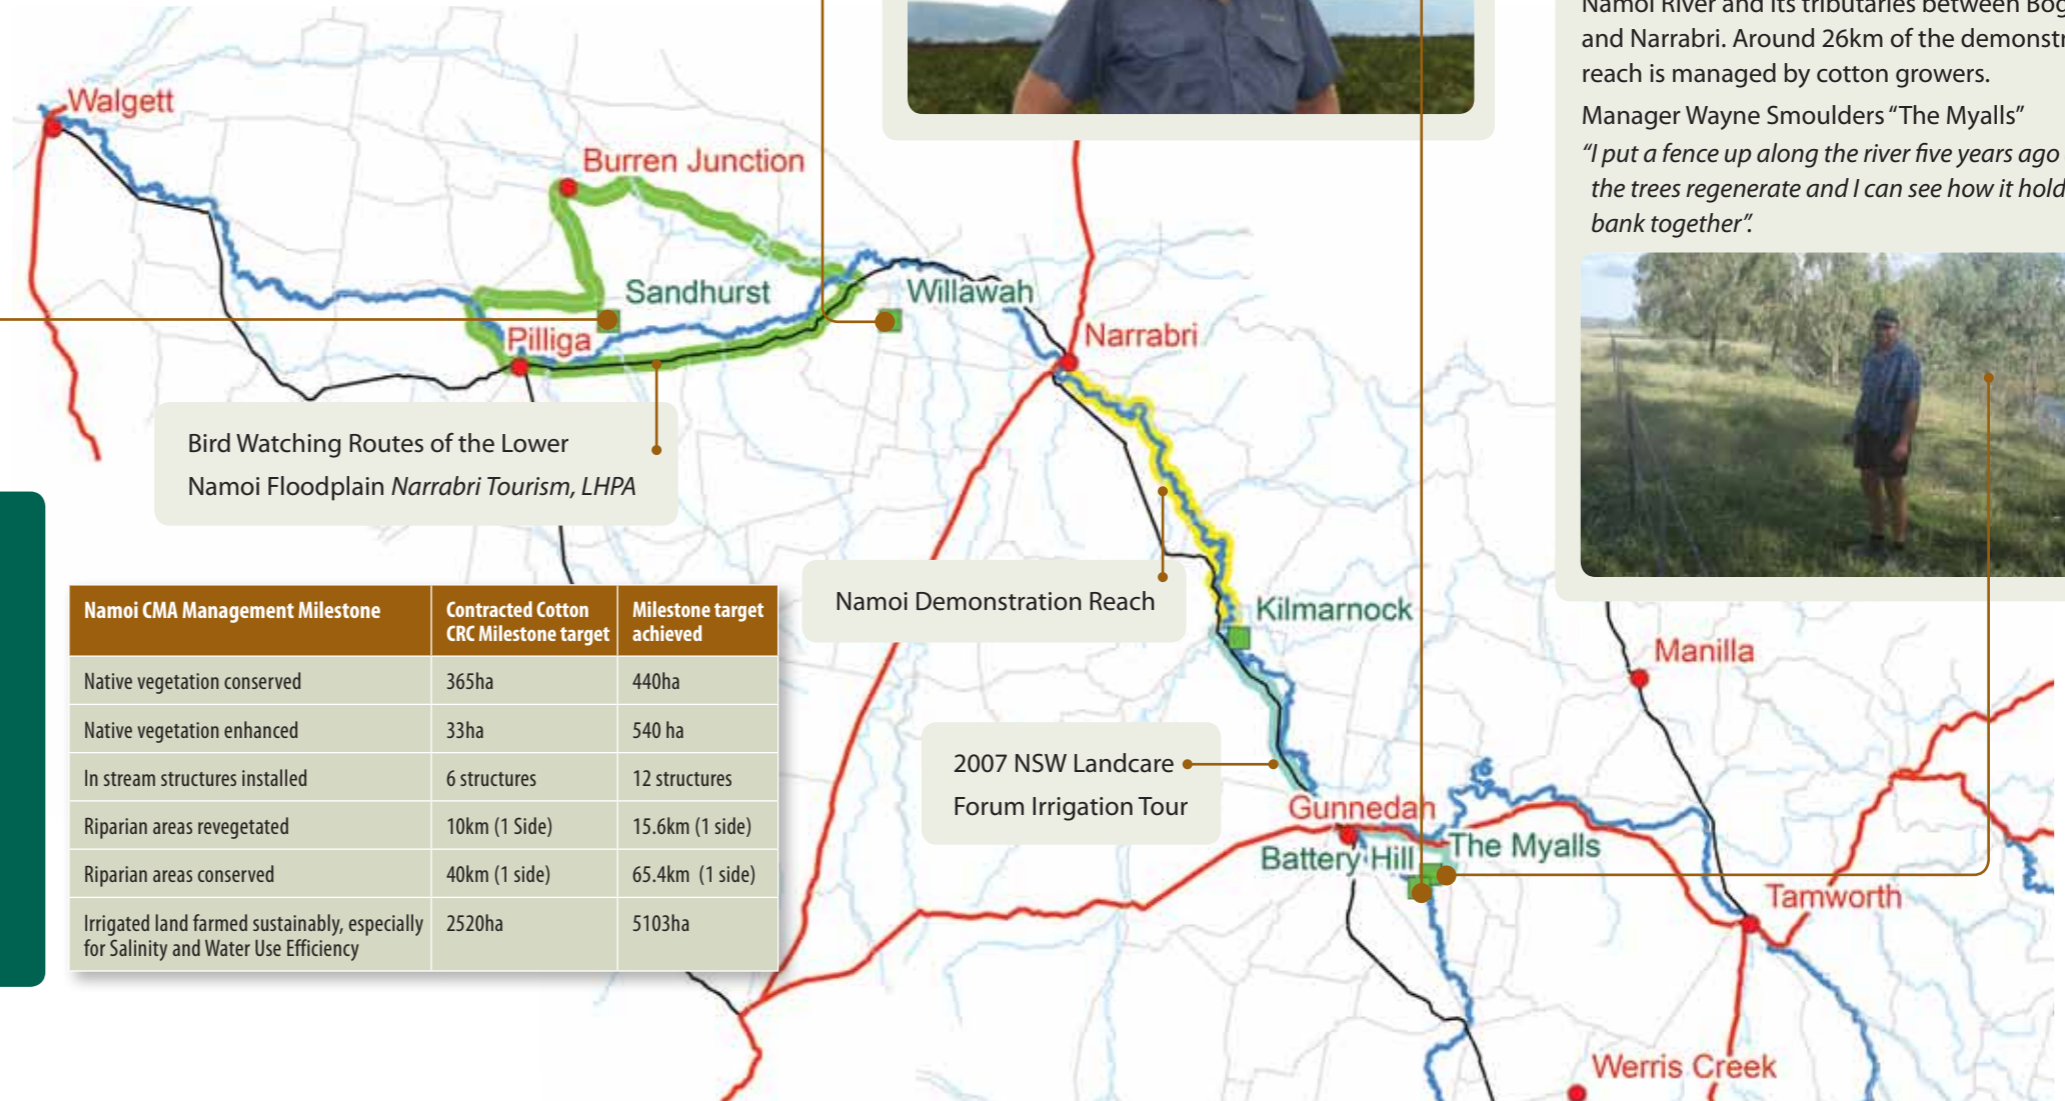 Namoi River and its tributaries between Bog
and Narrabri. Around 26km of the demonstr
reach is managed by cotton growers.
Manager Wayne Smoulders “The Myalls”
“I put a fence up along the river five years ago
the trees regenerate and I can see how it hold
bank together”.
Walgett
Burren Junction
Sandhurst
Willawah
Pilliga
Narrabri
Bird Watching Routes of the Lower
Namoi Floodplain Narrabri Tourism, LHPA
Namoi Demonstration Reach
Kilmarnock
Manilla
2007 NSW Landcare
Forum Irrigation Tour
Gunnedah
Battery Hill
The Myalls
Tamworth
Werris Creek
Namoi CMA Management Milestone
Contracted Cotton
CRC Milestone target
Milestone target
achieved
Native vegetation conserved 365ha 440ha
Native vegetation enhanced 33ha 540 ha
In stream structures installed 6 structures 12 structures
Riparian areas revegetated 10km (1 Side) 15.6km (1 side)
Riparian areas conserved 40km (1 side) 65.4km (1 side)
Irrigated land farmed sustainably, especially
for Salinity and Water Use Efficiency
2520ha 5103ha